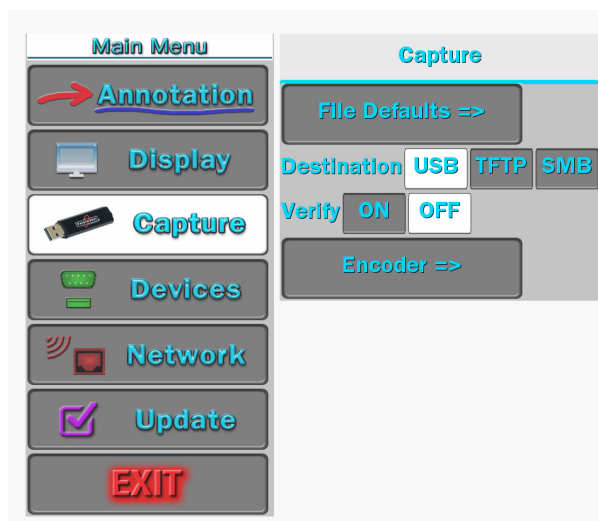 Main Menu
Annotation
Display
Capture
Devices
Network
Update
EXIT
Capture
File Defaults =>
Destination USB TFTP SMB
Verify ON OFF
Encoder =>